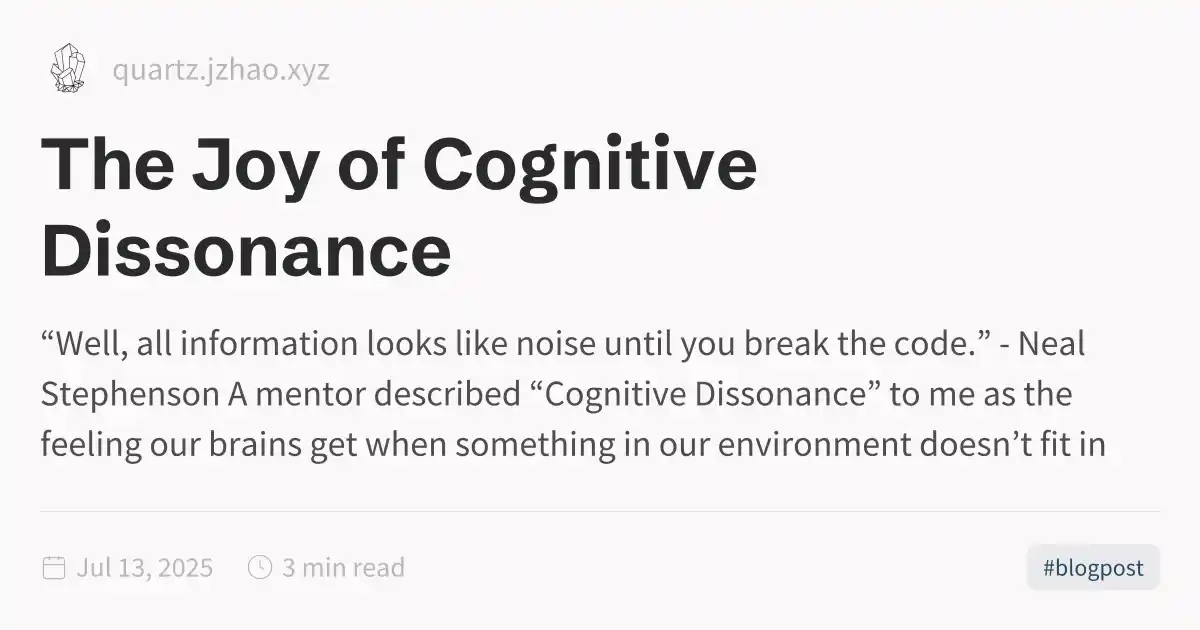 quartz.jzhao.xyz
The Joy of Cognitive
Dissonance
“Well, all information looks like noise until you break the code.” - Neal
Stephenson A mentor described “Cognitive Dissonance” to me as the
feeling our brains get when something in our environment doesn’t fit in
Jul 13, 2025 3 min read #blogpost